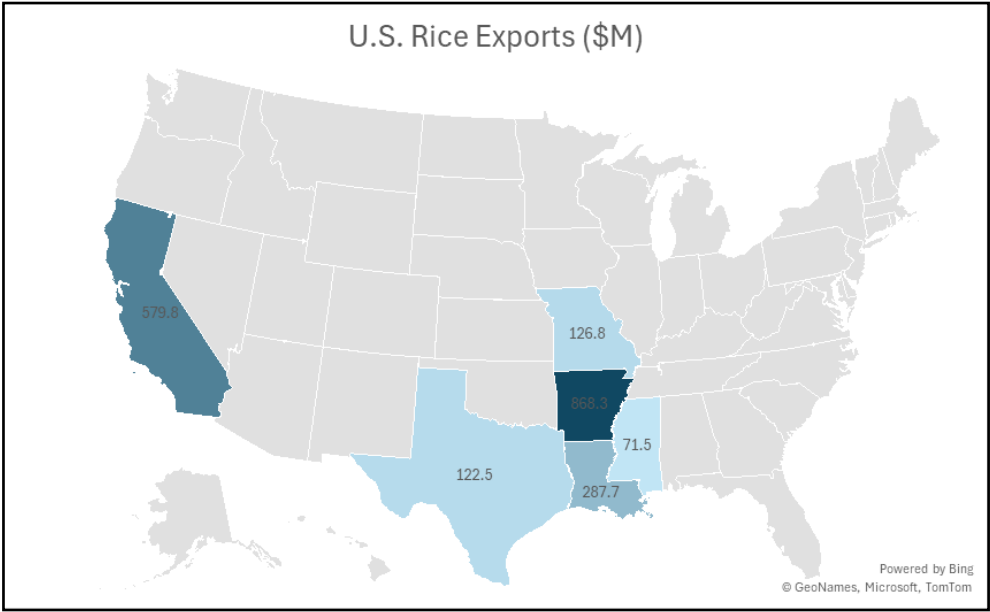 U.S. Rice Exports ($M)
579.8
126.8
868.3
71.5
122.5
287.7
Powered by Bing
© GeoNames, Microsoft, TomTom